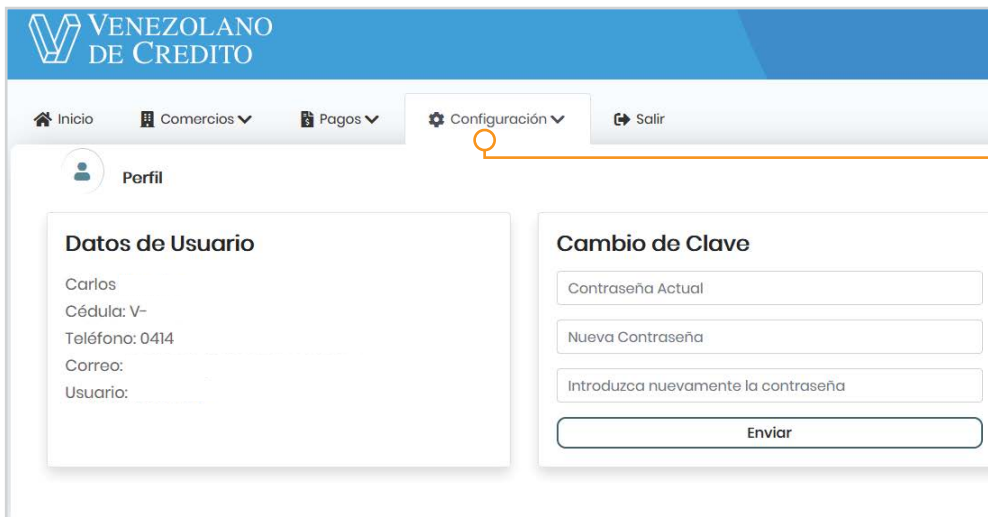 VENEZOLANO
DE CREDITO
Inicio
Comercios
Pagos
Configuración
Salir
Perfil
Datos de Usuario
Carlos
Cédula: V-
Teléfono: 0414
Correo:
Usuario:
Cambio de Clave
Contraseña Actual
Nueva Contraseña
Introduzca nuevamente la contraseña
Enviar